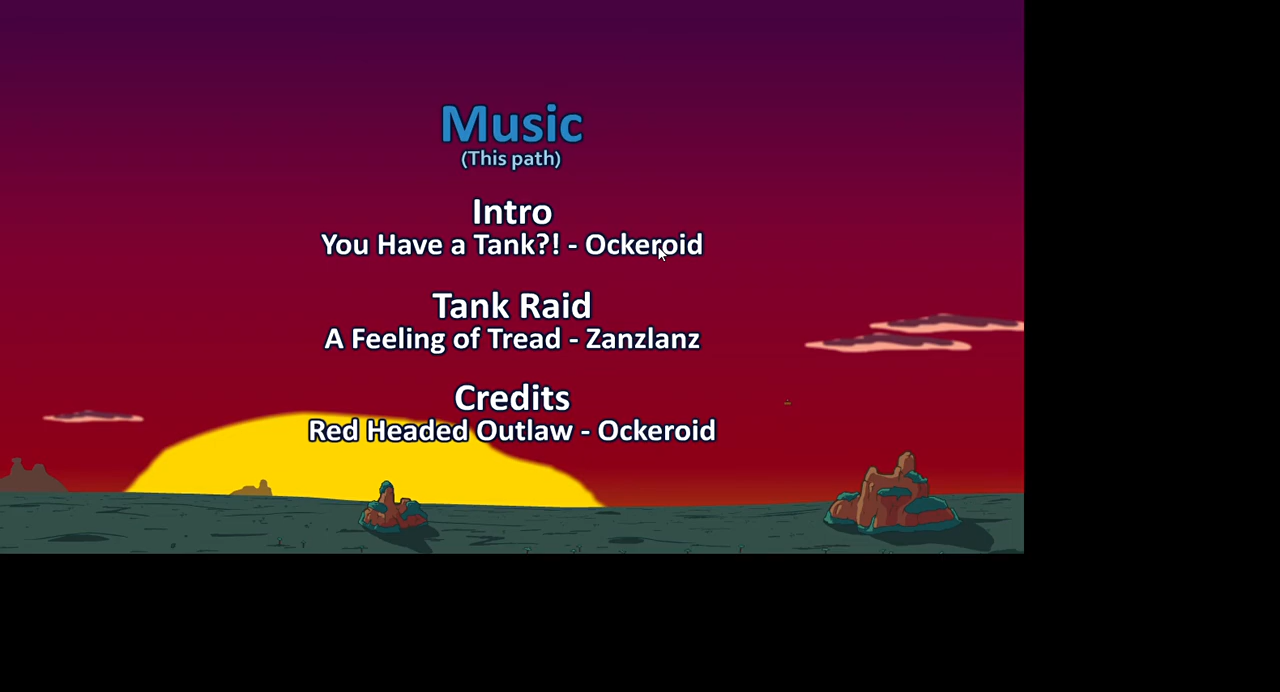 Music
(This path)
Intro
You Have a Tank?! - Ockeroid
Tank Raid
A Feeling of Tread - Zanzlanz
Credits
Red Headed Outlaw - Ockeroid